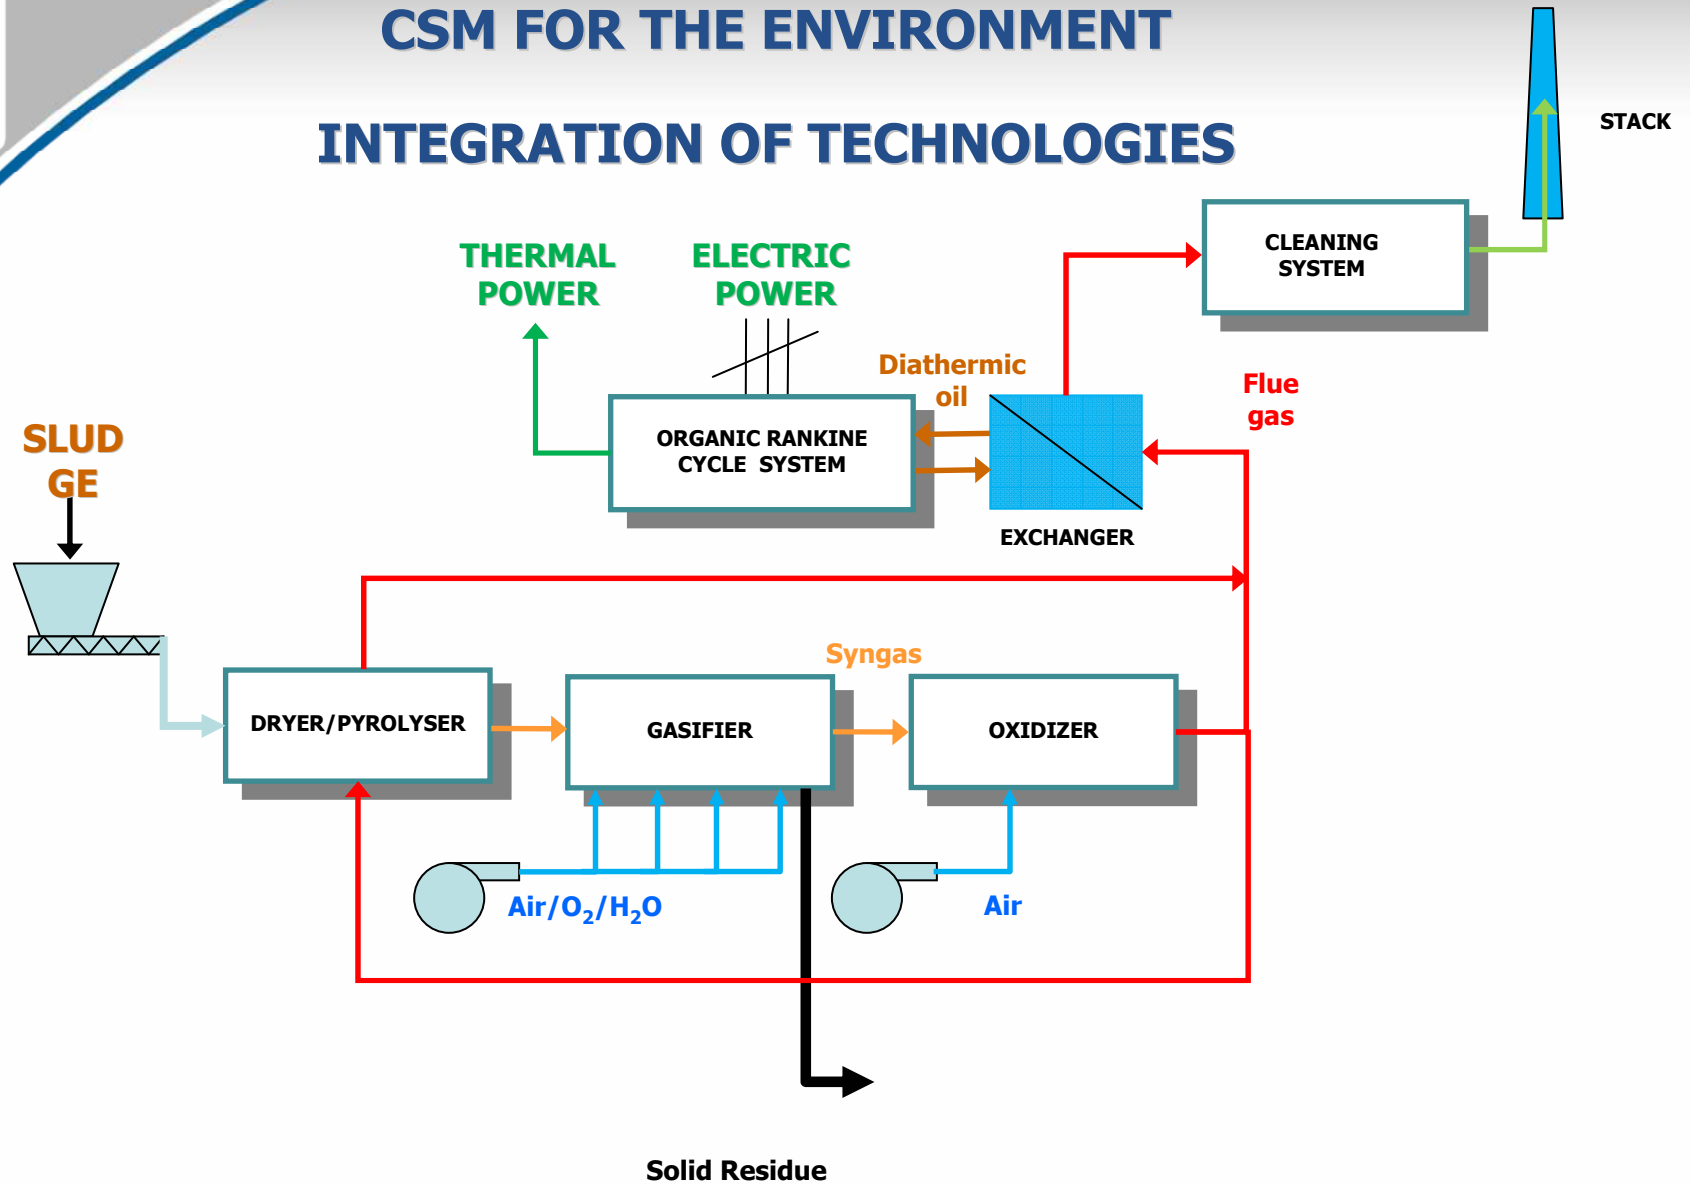 CSM FOR THE ENVIRONMENT
INTEGRATION OF TECHNOLOGIES
STACK
CLEANING
SYSTEM
THERMAL
POWER
ELECTRIC
POWER
Diathermic
oil
Flue
gas
ORGANIC RANKINE
CYCLE SYSTEM
EXCHANGER
SLUD
GE
Syngas
DRYER/PYROLYSER
GASIFIER
OXIDIZER
Air/O₂/H₂O
Air
Solid Residue